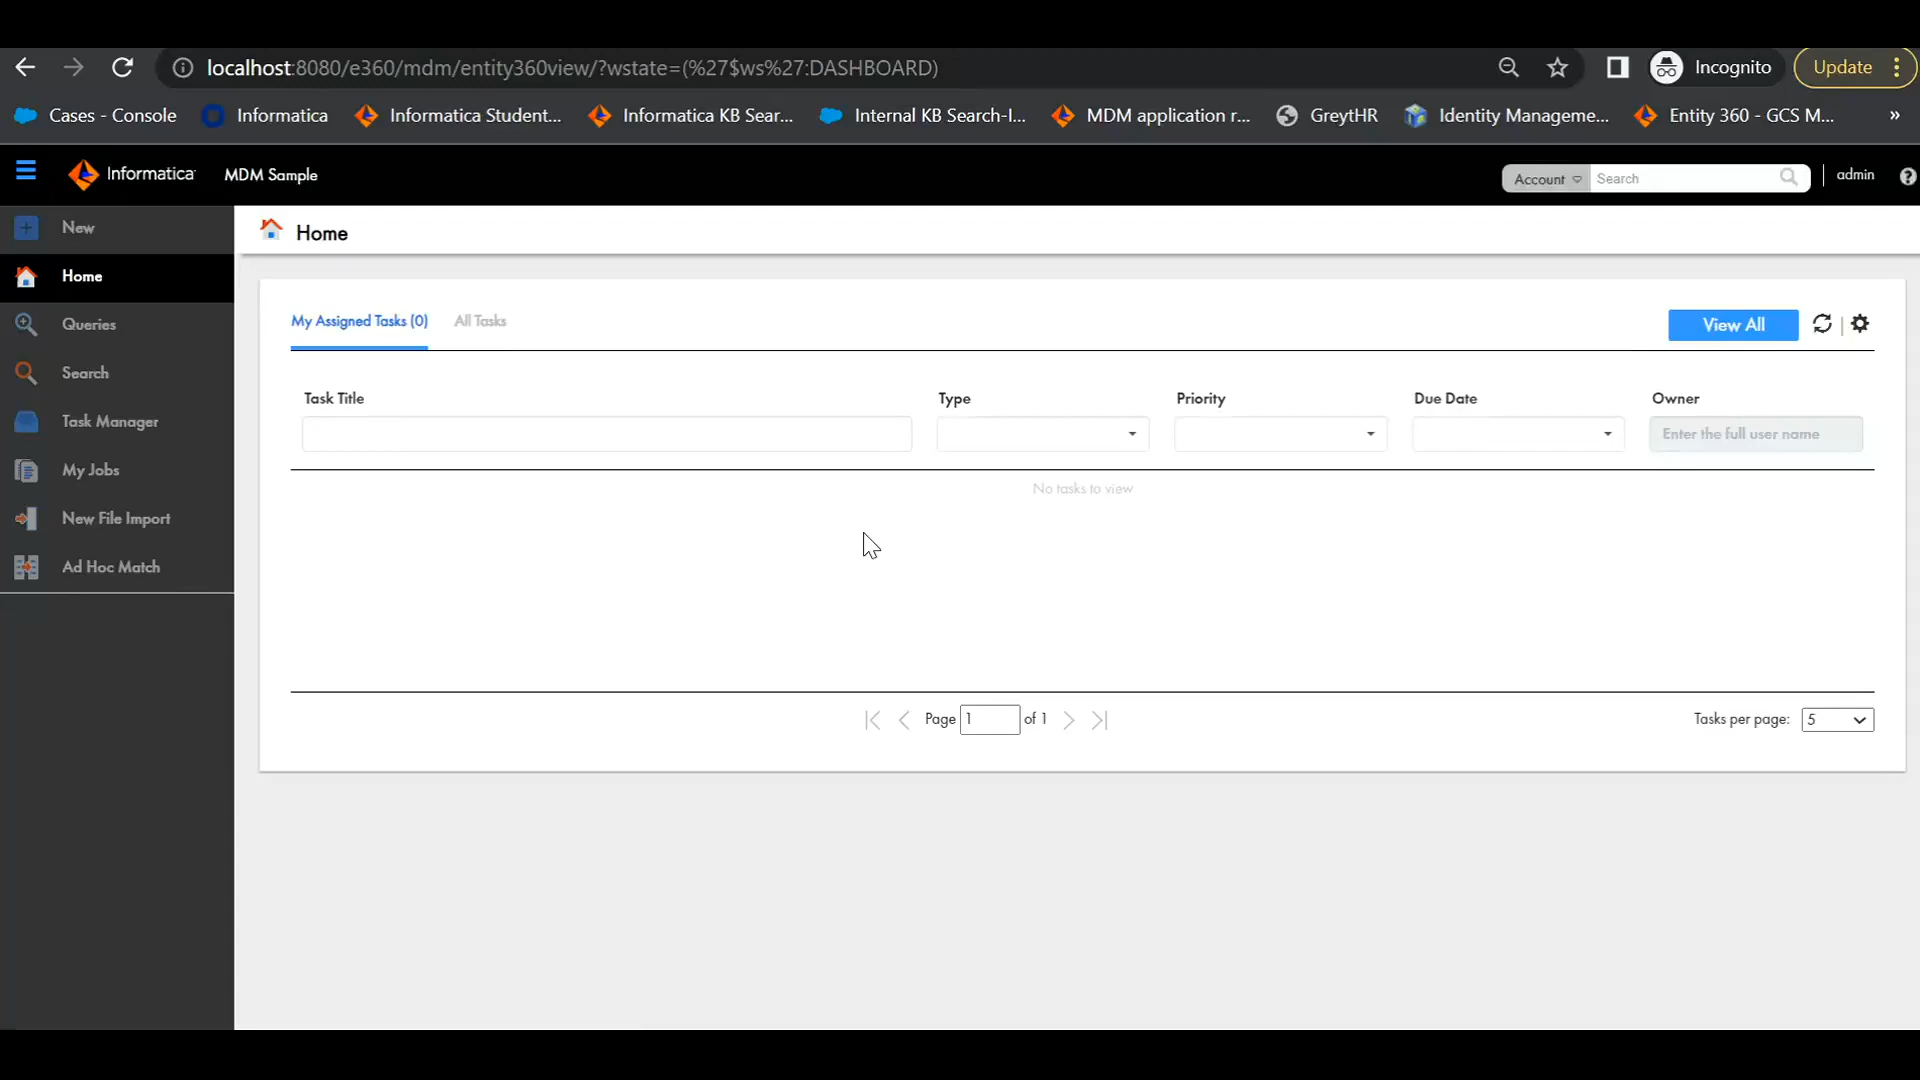 localhost:8080/e360/mdm/entity360view/?wstate=(%27$ws%27:DASHBOARD)
Incognito
Update
Cases - Console
Informatica
Informatica Student...
Informatica KB Sear...
Internal KB Search-I...
MDM application r...
GreytHR
Identity Manageme...
Entity 360 - GCS M...
»
Informatica
MDM Sample
Account
Search
admin
?
New
Home
Queries
Search
Task Manager
My Jobs
New File Import
Ad Hoc Match
Home
My Assigned Tasks (0)
All Tasks
View All
Task Title
Type
Priority
Due Date
Owner
Enter the full user name
No tasks to view
Page 1 of 1
Tasks per page: 5